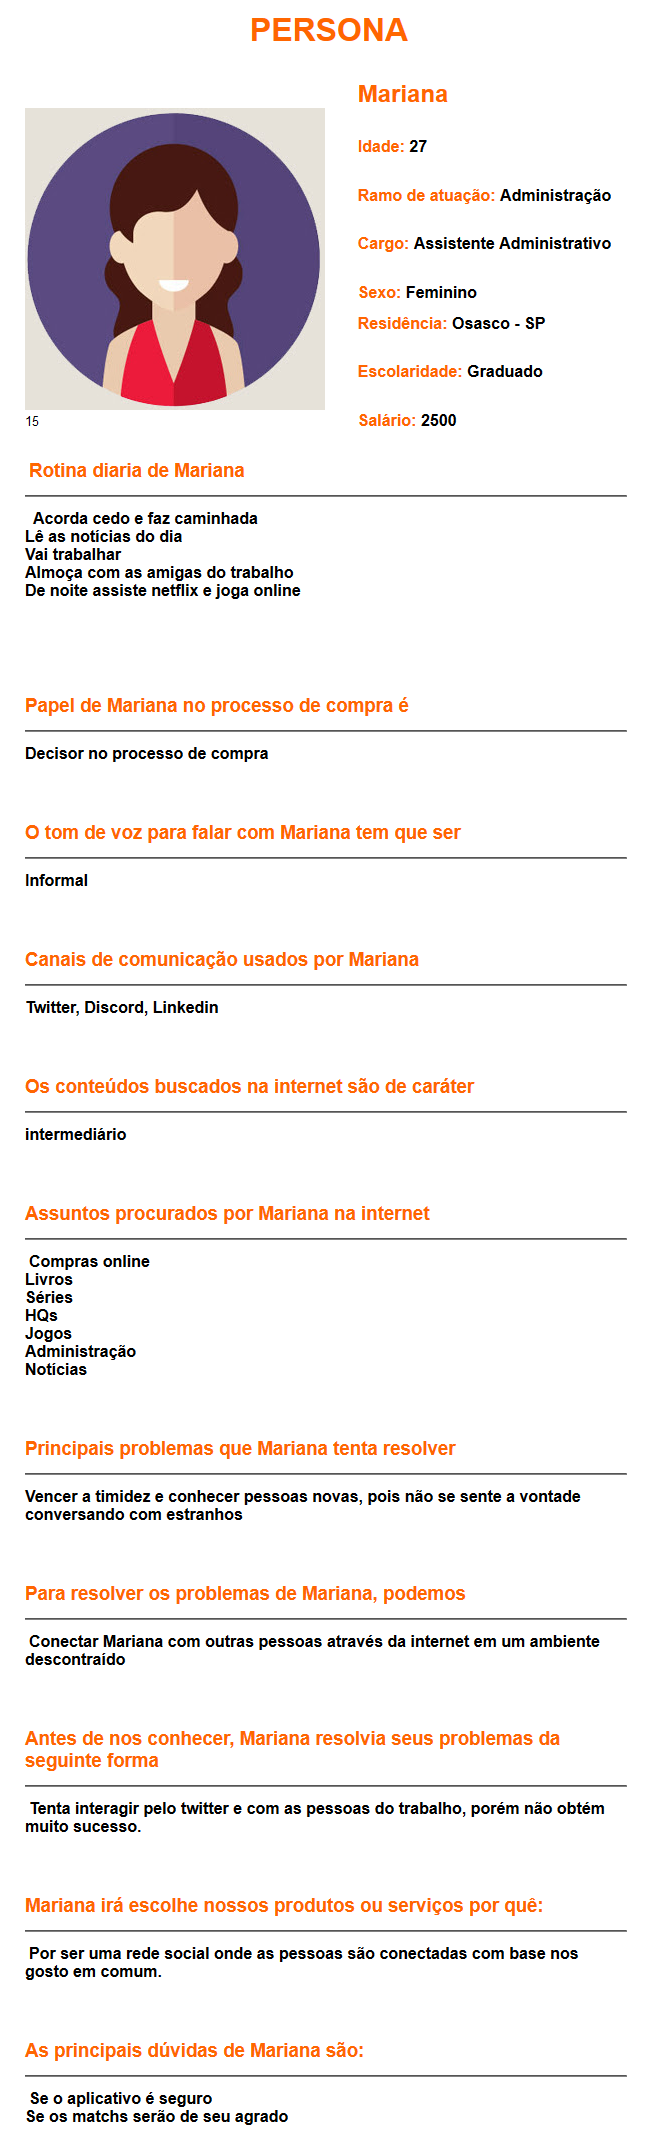 PERSONA
Mariana
Idade: 27
Ramo de atuação: Administração
Cargo: Assistente Administrativo
Sexo: Feminino
Residência: Osasco - SP
Escolaridade: Graduado
15
Salário: 2500
Rotina diaria de Mariana
Acorda cedo e faz caminhada
Lê as notícias do dia
Vai trabalhar
Almoça com as amigas do trabalho
De noite assiste netflix e joga online
Papel de Mariana no processo de compra é
Decisor no processo de compra
O tom de voz para falar com Mariana tem que ser
Informal
Canais de comunicação usados por Mariana
Twitter, Discord, Linkedin
Os conteúdos buscados na internet são de caráter
intermediário
Assuntos procurados por Mariana na internet
Compras online
Livros
Séries
HQs
Jogos
Administração
Notícias
Principais problemas que Mariana tenta resolver
Vencer a timidez e conhecer pessoas novas, pois não se sente a vontade
conversando com estranhos
Para resolver os problemas de Mariana, podemos
Conectar Mariana com outras pessoas através da internet em um ambiente
descontraído
Antes de nos conhecer, Mariana resolvia seus problemas da
seguinte forma
Tenta interagir pelo twitter e com as pessoas do trabalho, porém não obtém
muito sucesso.
Mariana irá escolhe nossos produtos ou serviços por quê:
Por ser uma rede social onde as pessoas são conectadas com base nos
gosto em comum.
As principais dúvidas de Mariana são:
Se o aplicativo é seguro
Se os matchs serão de seu agrado